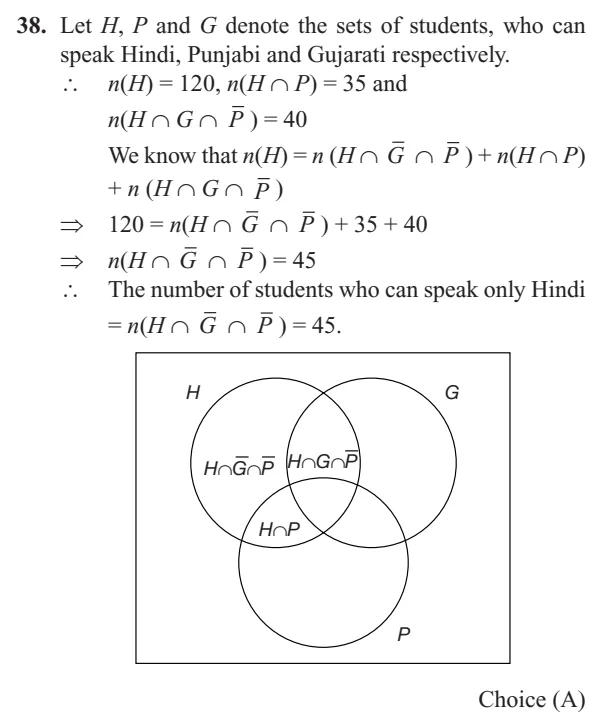 38. Let H, P and G denote the sets of students, who can
speak Hindi, Punjabi and Gujarati respectively.
∴ n(H) = 120, n(H ∩ P) = 35 and
n(H ∩ G ∩ P̅ ) = 40
We know that n(H) = n (H ∩ G̅ ∩ P̅ ) + n(H ∩ P)
+ n (H ∩ G ∩ P̅ )
⇒ 120 = n(H ∩ G̅ ∩ P̅ ) + 35 + 40
⇒ n(H ∩ G̅ ∩ P̅ ) = 45
∴ The number of students who can speak only Hindi
= n(H ∩ G̅ ∩ P̅ ) = 45.
H G
H∩G̅∩P̅ H∩G∩P̅
H∩P
P
Choice (A)